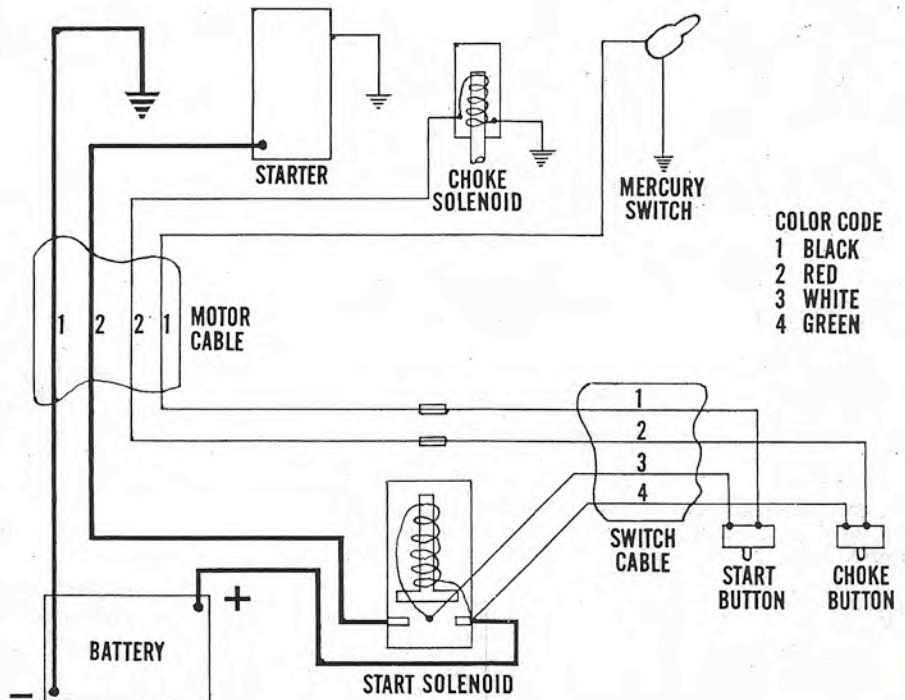 STARTER
CHOKE
SOLENOID
MERCURY
SWITCH
COLOR CODE
1 BLACK
2 RED
3 WHITE
4 GREEN
1 2 2 1
MOTOR
CABLE
1
2
3
4
SWITCH
CABLE
START
BUTTON
CHOKE
BUTTON
+
BATTERY
−
START SOLENOID